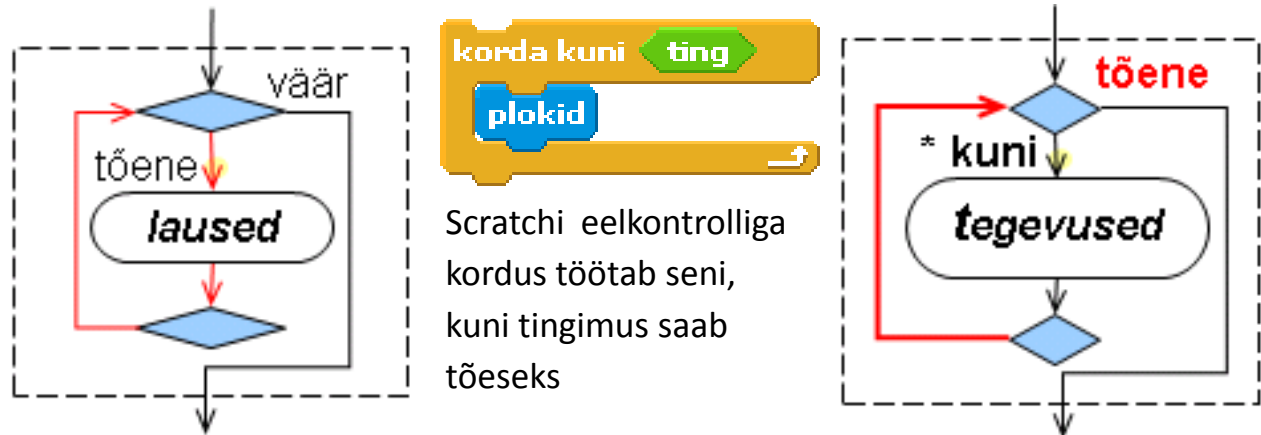 väär
tõene
laused
korda kuni ting
plokid
Scratchi eelkontrolliga
kordus töötab seni,
kuni tingimus saab
tõeseks
tõene
* kuni
tegevused